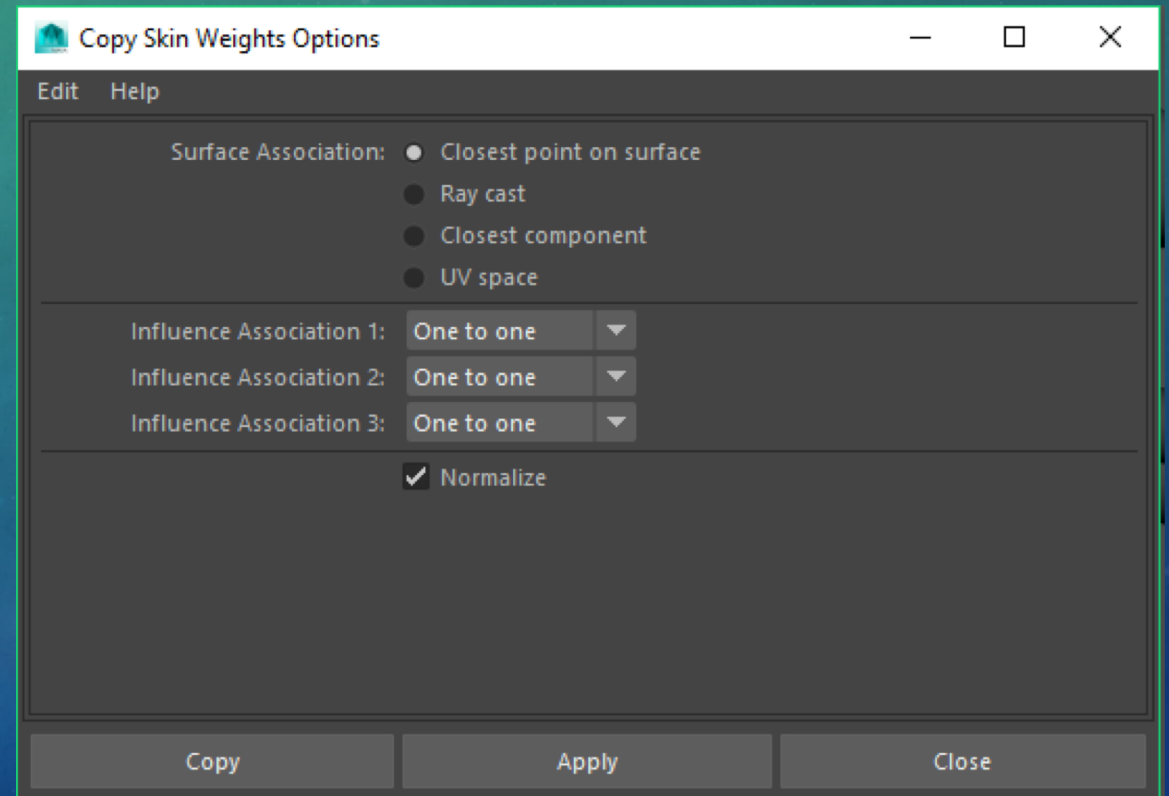 Copy Skin Weights Options
Edit Help
Surface Association: Closest point on surface
Ray cast
Closest component
UV space
Influence Association 1: One to one
Influence Association 2: One to one
Influence Association 3: One to one
Normalize
Copy Apply Close